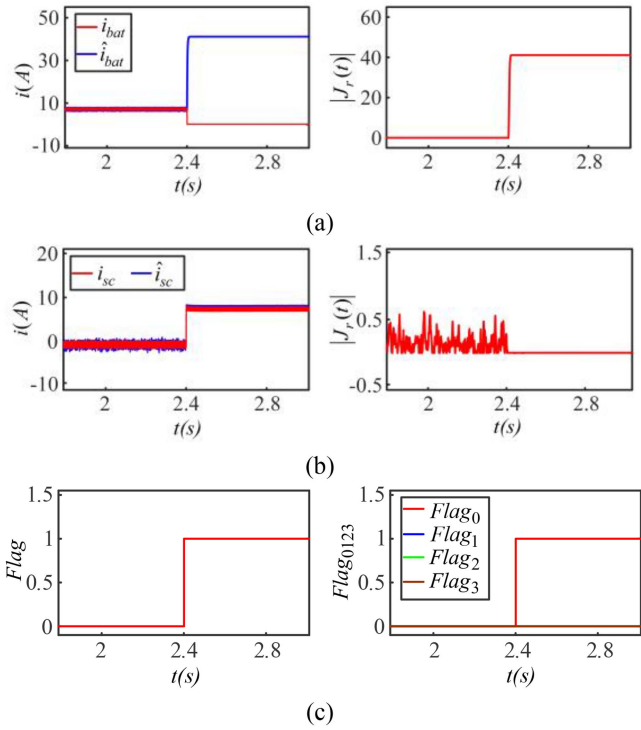 50
30
10
-10
i(A)
i_bat
î_bat
2
2.4
2.8
t(s)
60
40
20
0
|J_r(t)|
2
2.4
2.8
t(s)
(a)
20
10
0
-10
i(A)
i_sc î_sc
2
2.4
2.8
t(s)
1.5
0.5
-0.5
|J_r(t)|
2
2.4
2.8
t(s)
(b)
1.5
1
0.5
0
Flag
2
2.4
2.8
t(s)
1.5
1
0.5
0
Flag_0123
Flag_0
Flag_1
Flag_2
Flag_3
2
2.4
2.8
t(s)
(c)